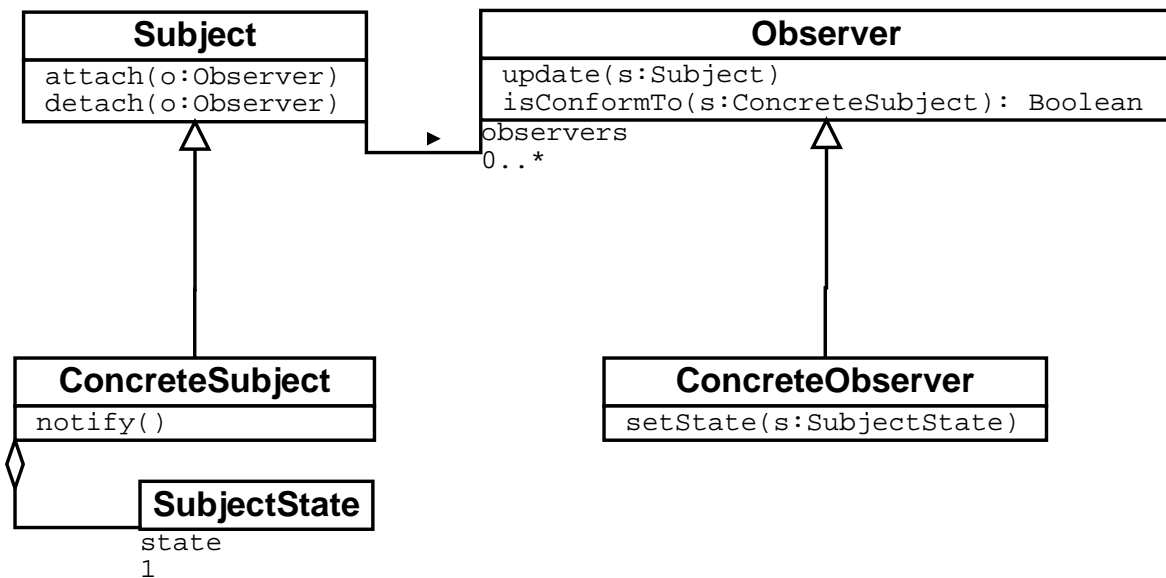 Subject
attach(o:Observer)
detach(o:Observer)
Observer
update(s:Subject)
isConformTo(s:ConcreteSubject): Boolean
observers
0..*
ConcreteSubject
notify()
ConcreteObserver
setState(s:SubjectState)
SubjectState
state
1